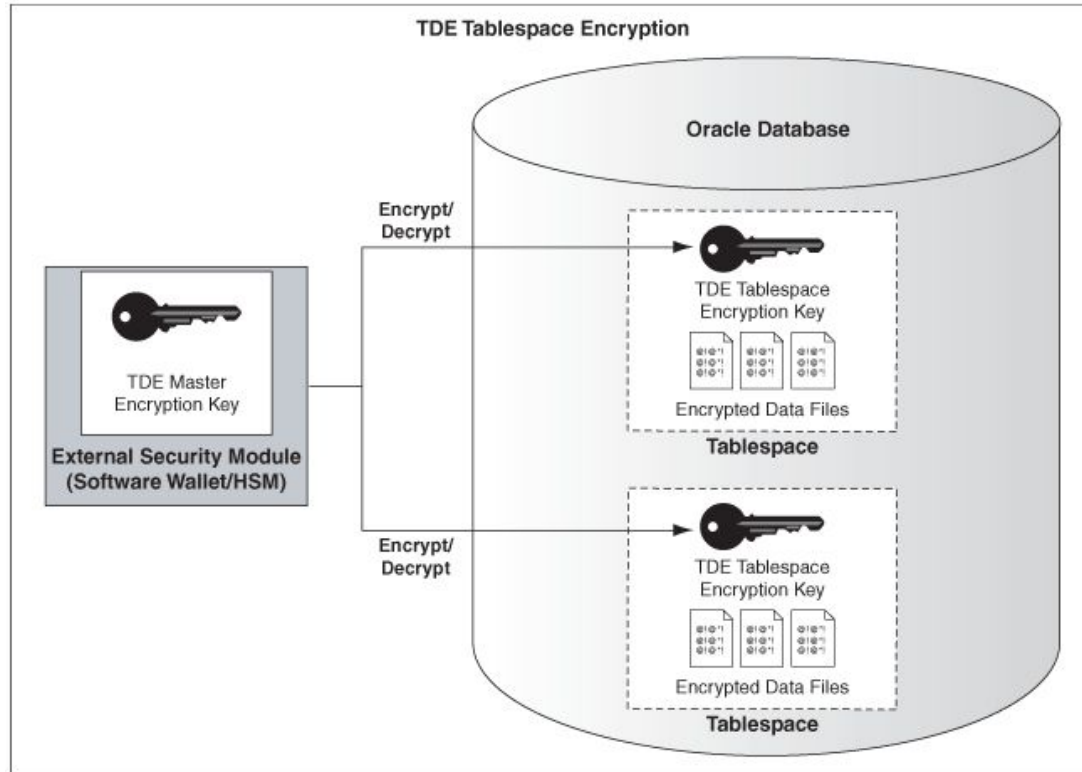 TDE Tablespace Encryption
Oracle Database
Encrypt/
Decrypt
TDE Tablespace
Encryption Key
@!@*! @!@*! @!@*!
@!@*! @!@*! @!@*!
@!@*! @!@*! @!@*!
Encrypted Data Files
Tablespace
TDE Master
Encryption Key
External Security Module
(Software Wallet/HSM)
Encrypt/
Decrypt
TDE Tablespace
Encryption Key
@!@*! @!@*! @!@*!
@!@*! @!@*! @!@*!
@!@*! @!@*! @!@*!
Encrypted Data Files
Tablespace